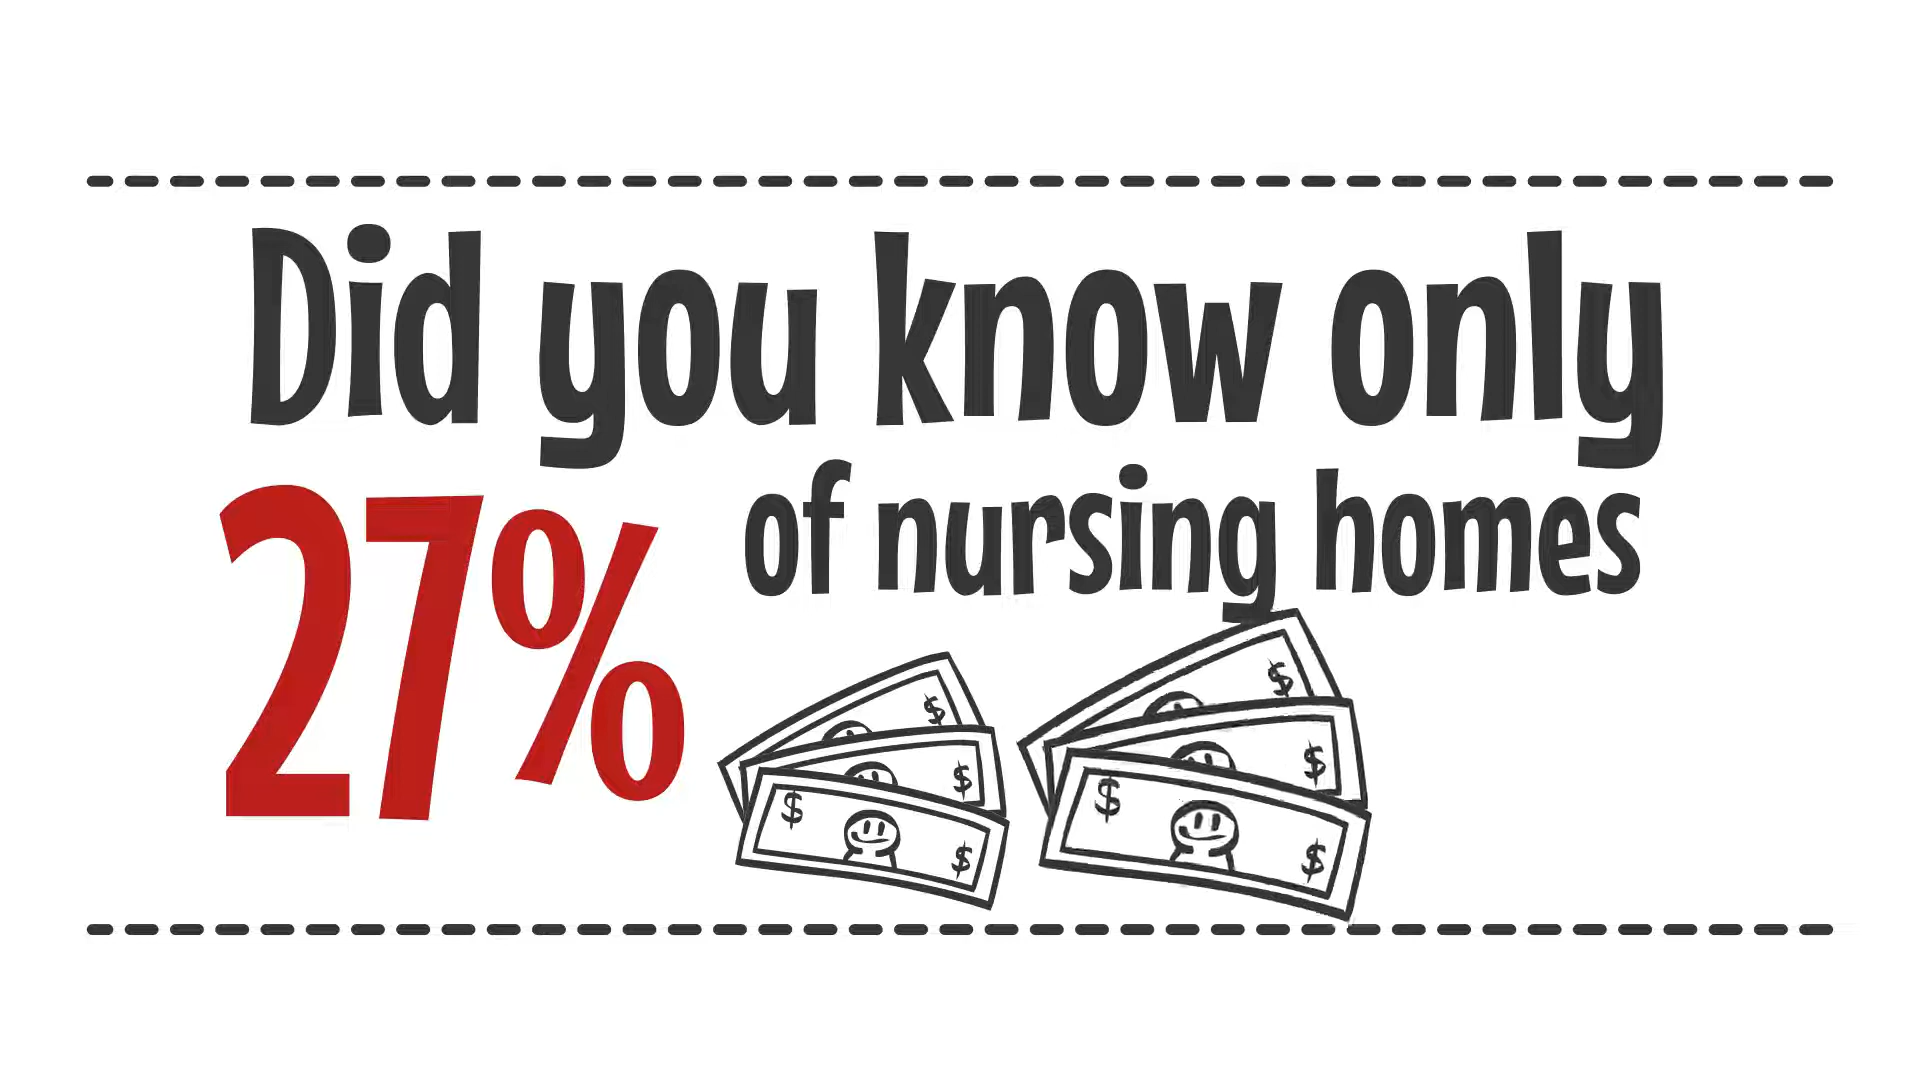 Did you know only
27% of nursing homes
$ $ $ $
$ $ $ $